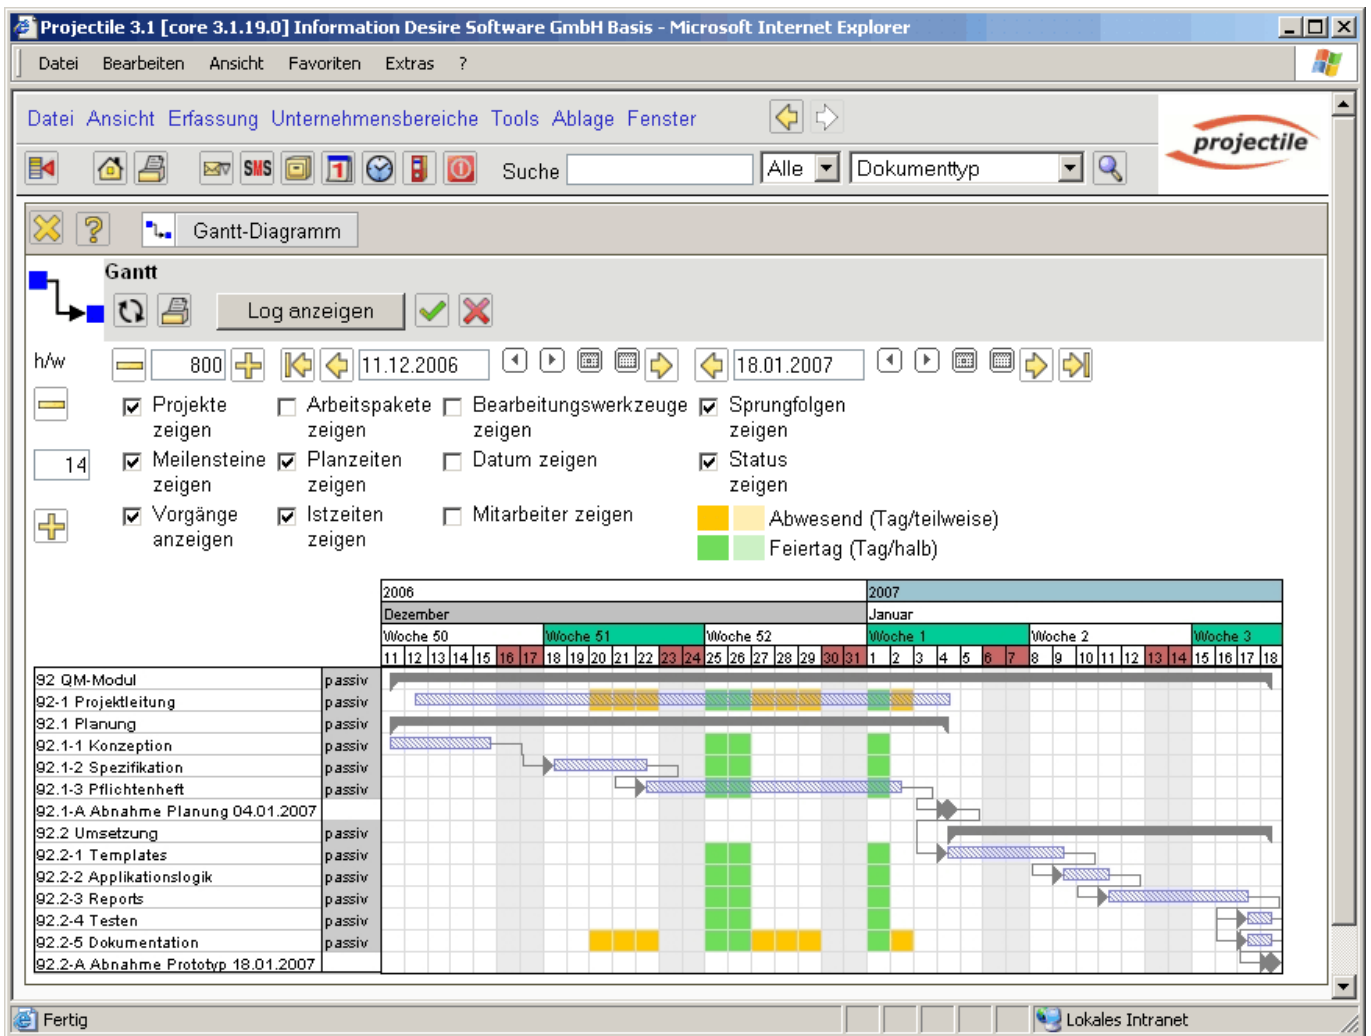 Projectile 3.1 [core 3.1.19.0] Information Desire Software GmbH Basis - Microsoft Internet Explorer
Datei Bearbeiten Ansicht Favoriten Extras ?
Datei Ansicht Erfassung Unternehmensbereiche Tools Ablage Fenster
projectile
SMS 1 Suche Alle Dokumenttyp
Gantt-Diagramm
Gantt
Log anzeigen
h/w 800 11.12.2006 18.01.2007
Projekte zeigen
Arbeitspakete zeigen
Bearbeitungswerkzeuge zeigen
Sprungfolgen zeigen
14
Meilensteine zeigen
Planzeiten zeigen
Datum zeigen
Status zeigen
Vorgänge anzeigen
Istzeiten zeigen
Mitarbeiter zeigen
Abwesend (Tag/teilweise)
Feiertag (Tag/halb)
2006 2007
Dezember Januar
Woche 50 Woche 51 Woche 52 Woche 1 Woche 2 Woche 3
11 12 13 14 15 16 17 18 19 20 21 22 23 24 25 26 27 28 29 30 31 1 2 3 4 5 6 7 8 9 10 11 12 13 14 15 16 17 18
92 QM-Modul passiv
92-1 Projektleitung passiv
92.1 Planung passiv
92.1-1 Konzeption passiv
92.1-2 Spezifikation passiv
92.1-3 Pflichtenheft passiv
92.1-A Abnahme Planung 04.01.2007
92.2 Umsetzung passiv
92.2-1 Templates passiv
92.2-2 Applikationslogik passiv
92.2-3 Reports passiv
92.2-4 Testen passiv
92.2-5 Dokumentation passiv
92.2-A Abnahme Prototyp 18.01.2007
Fertig Lokales Intranet